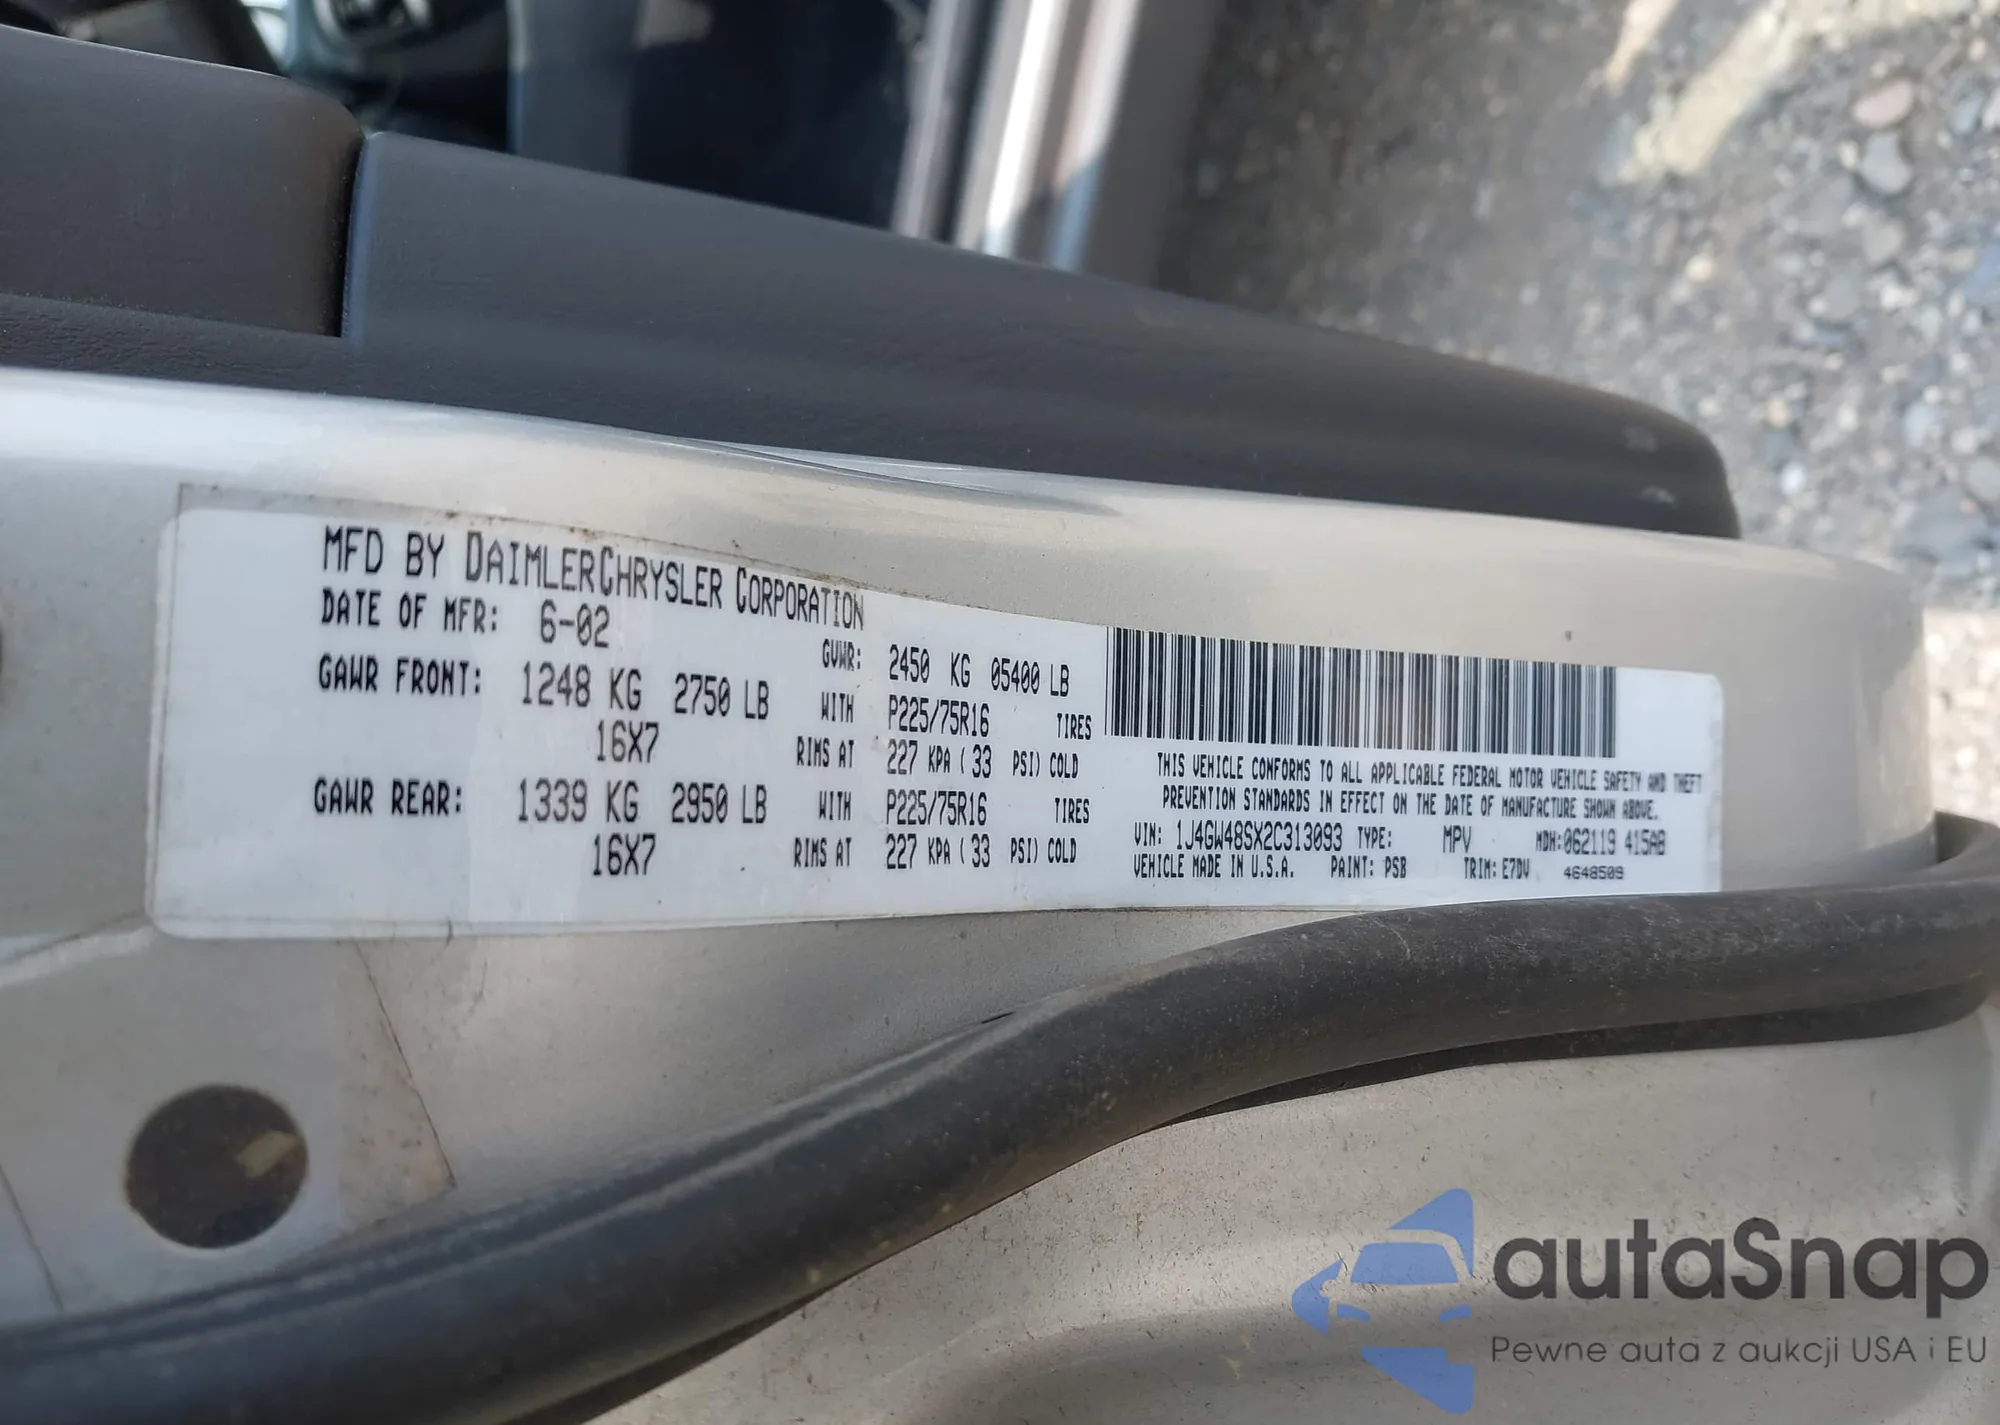 MFD BY DAIMLERCHRYSLER CORPORATION
DATE OF MFR: 6-02 GVWR: 2450 KG 05400 LB
GAWR FRONT: 1248 KG 2750 LB WITH P225/75R16 TIRES
16X7 RIMS AT 227 KPA ( 33 PSI) COLD
GAWR REAR: 1339 KG 2950 LB WITH P225/75R16 TIRES
16X7 RIMS AT 227 KPA ( 33 PSI) COLD
THIS VEHICLE CONFORMS TO ALL APPLICABLE FEDERAL MOTOR VEHICLE SAFETY AND THEFT
PREVENTION STANDARDS IN EFFECT ON THE DATE OF MANUFACTURE SHOWN ABOVE.
VIN: 1J4GW48SX2C313093 TYPE: MPV MDH:062119 415AB
VEHICLE MADE IN U.S.A. PAINT: PSB TRIM: E7DV 4648509
autaSnap
Pewne auta z aukcji USA i EU